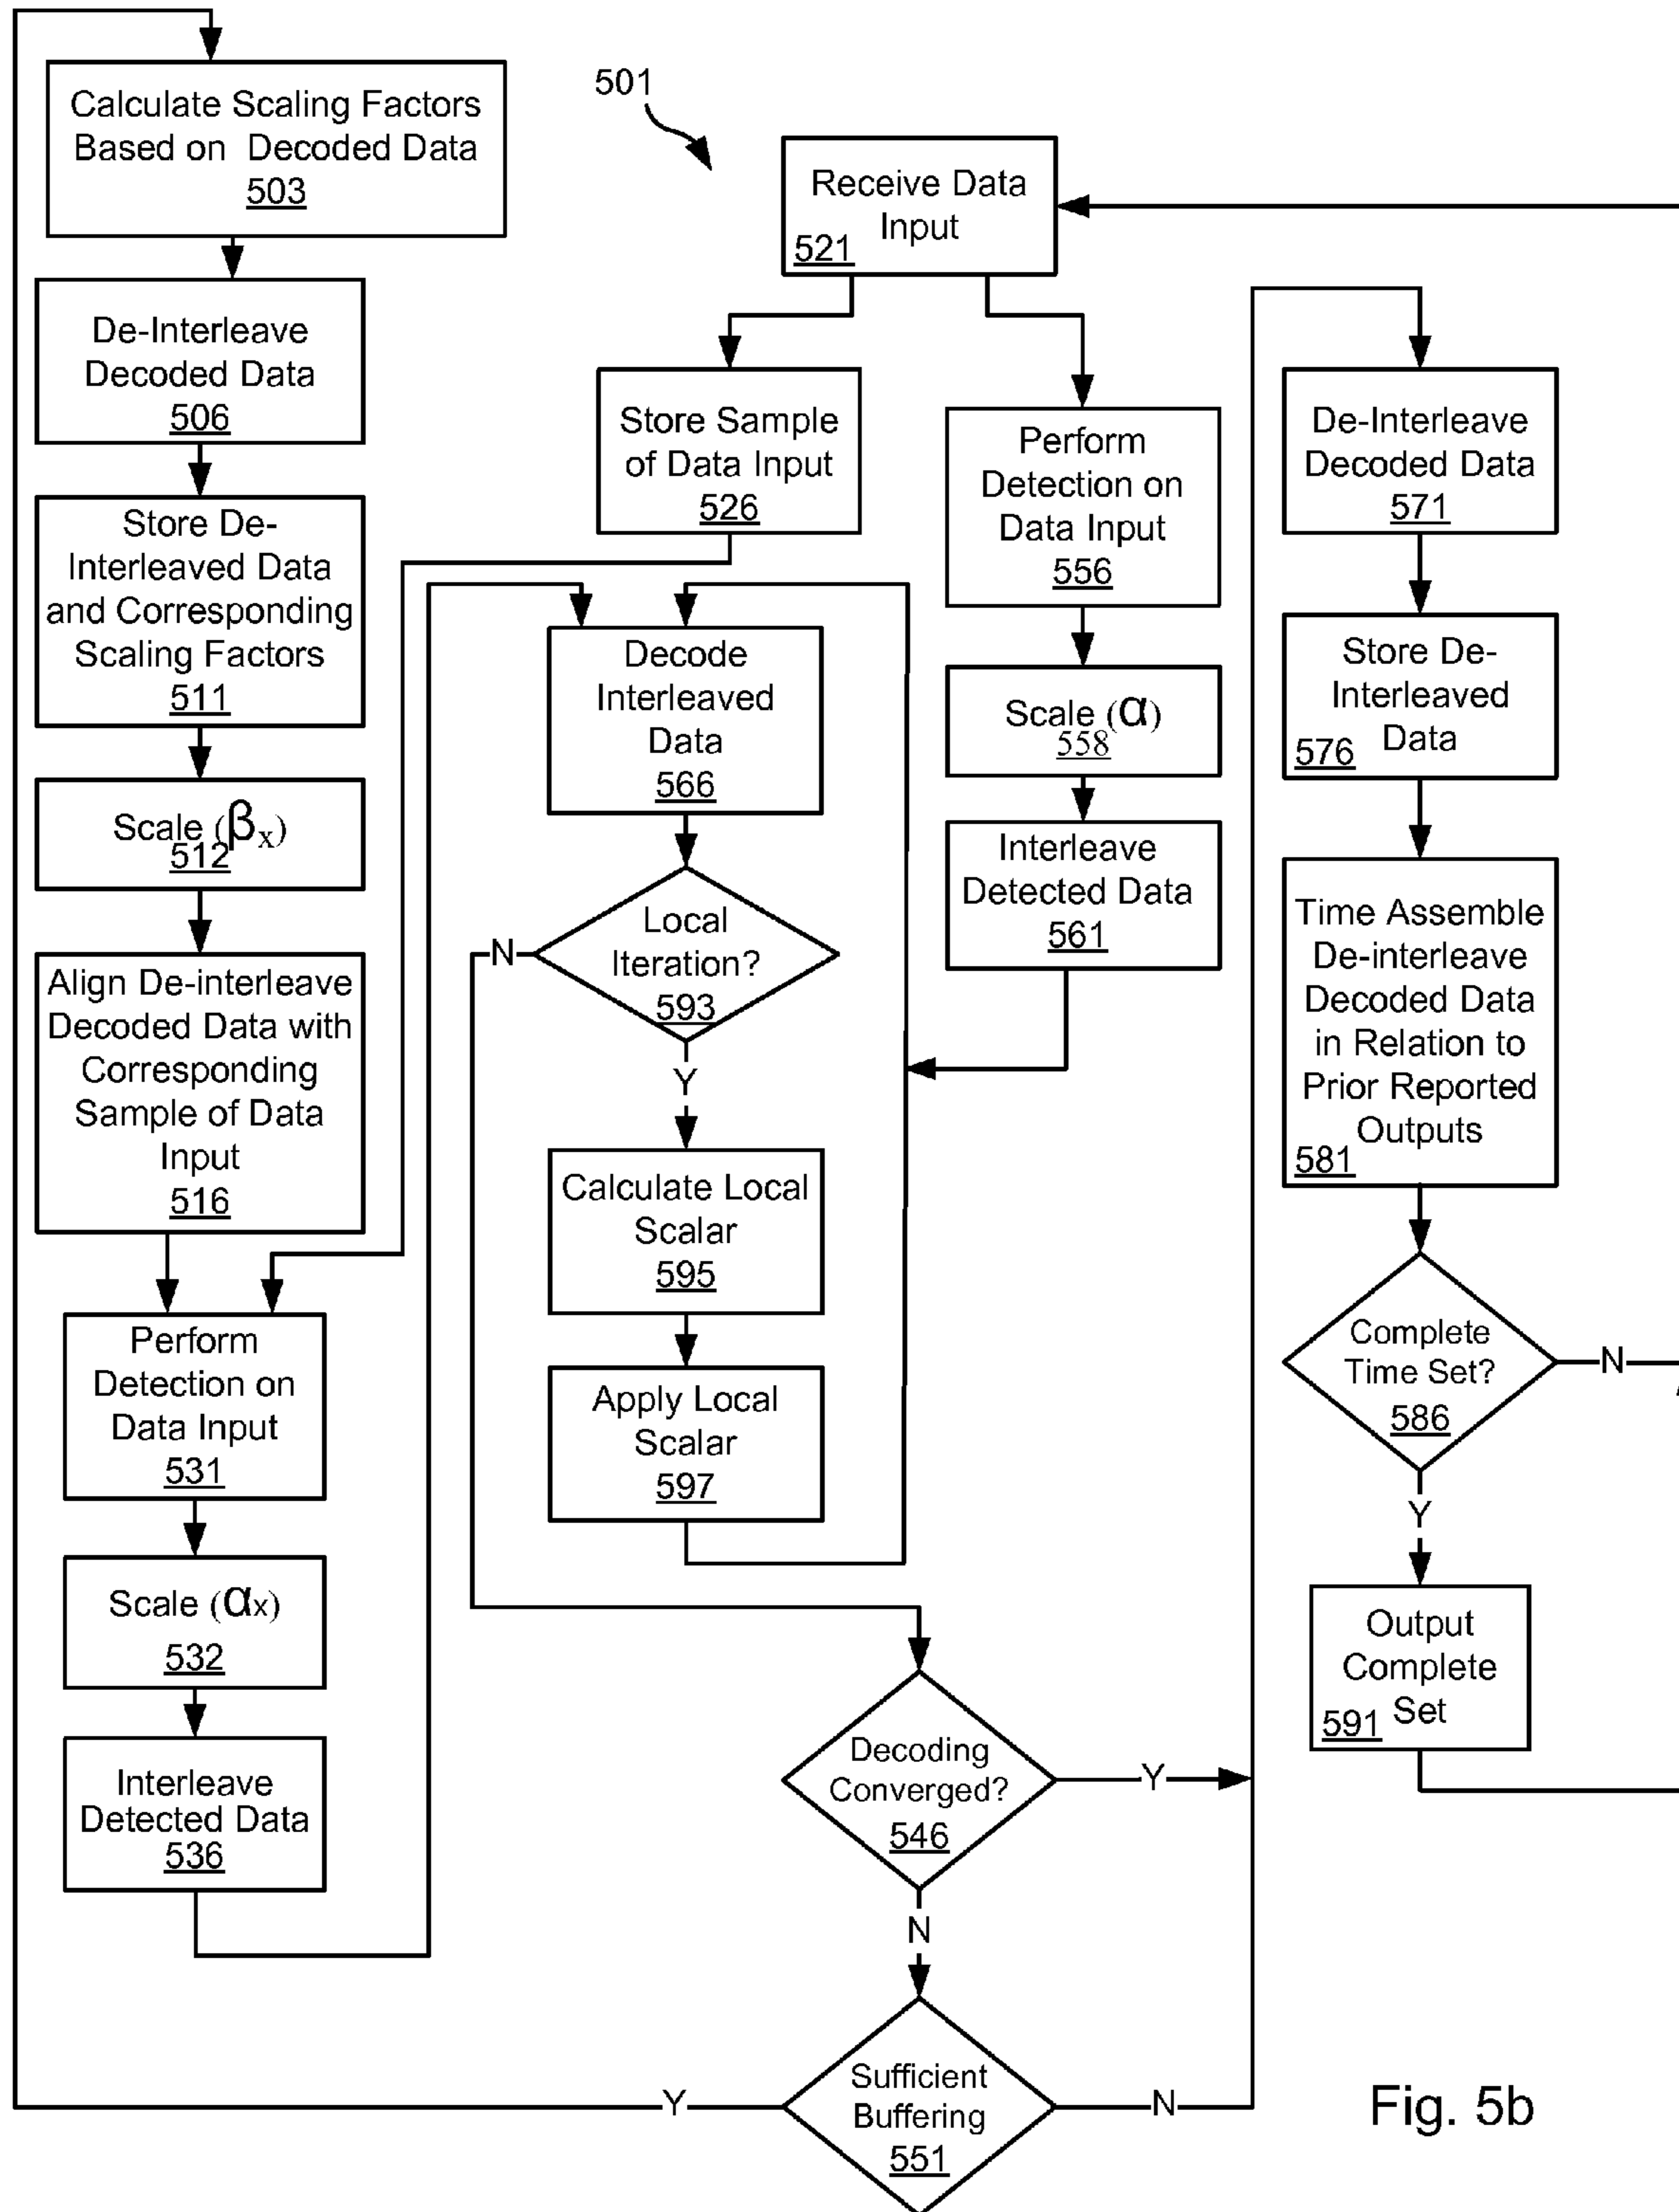 Calculate Scaling Factors
Based on Decoded Data
503
De-Interleave
Decoded Data
506
Store De-
Interleaved Data
and Corresponding
Scaling Factors
511
Scale (βx)
512
Align De-interleave
Decoded Data with
Corresponding
Sample of Data
Input
516
Perform
Detection on
Data Input
531
Scale (αx)
532
Interleave
Detected Data
536
501
Receive Data
Input
521
Store Sample
of Data Input
526
Decode
Interleaved
Data
566
Local
Iteration?
593
N
Y
Calculate Local
Scalar
595
Apply Local
Scalar
597
Perform
Detection on
Data Input
556
Scale (α)
558
Interleave
Detected Data
561
Decoding
Converged?
546
Y
N
Sufficient
Buffering
551
Y
N
De-Interleave
Decoded Data
571
Store De-
Interleaved
Data
576
Time Assemble
De-interleave
Decoded Data
in Relation to
Prior Reported
Outputs
581
Complete
Time Set?
586
N
Y
Output
Complete
Set
591
Fig. 5b